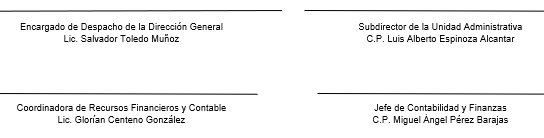 Encargado de Despacho de la Dirección General
Lic. Salvador Toledo Muñoz
Subdirector de la Unidad Administrativa
C.P. Luis Alberto Espinoza Alcantar
Coordinadora de Recursos Financieros y Contable
Lic. Glorían Centeno González
Jefe de Contabilidad y Finanzas
C.P. Miguel Ángel Pérez Barajas